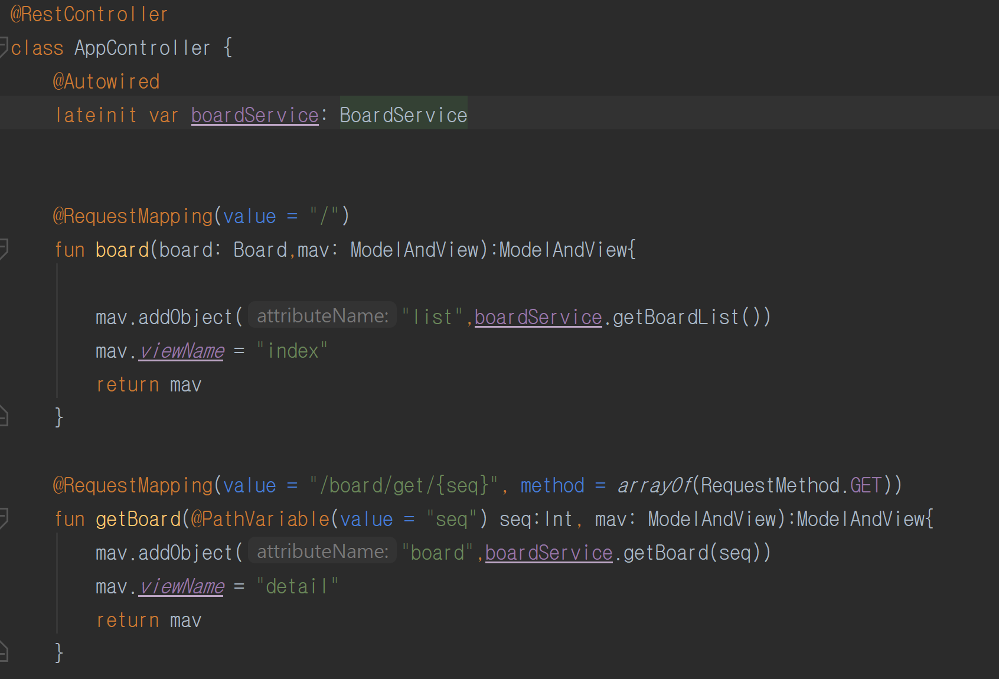 @RestController
class AppController {
@Autowired
lateinit var boardService: BoardService
@RequestMapping(value = "/")
fun board(board: Board,mav: ModelAndView):ModelAndView{
mav.addObject( attributeName: "list",boardService.getBoardList())
mav.viewName = "index"
return mav
}
@RequestMapping(value = "/board/get/{seq}", method = arrayOf(RequestMethod.GET))
fun getBoard(@PathVariable(value = "seq") seq:Int, mav: ModelAndView):ModelAndView{
mav.addObject( attributeName: "board",boardService.getBoard(seq))
mav.viewName = "detail"
return mav
}